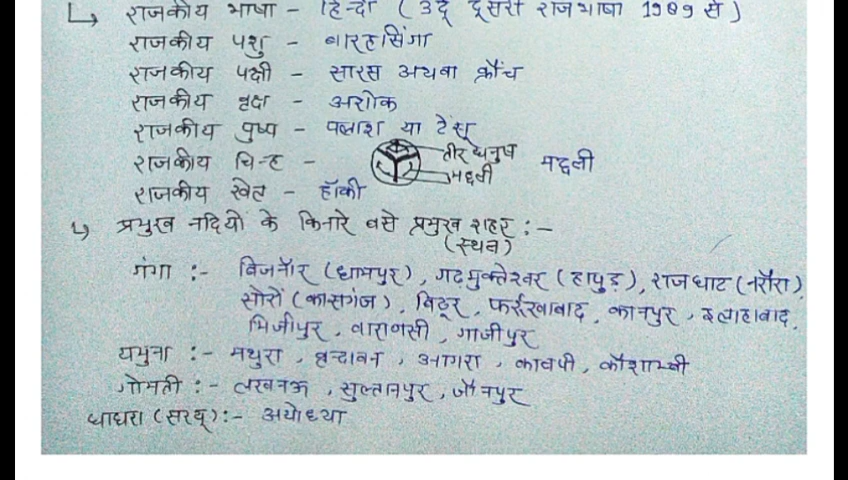 ↳ राजकीय भाषा - हिन्दी ( उर्दू दूसरी राजभाषा 1989 से )
राजकीय पशु - बारहसिंगा
राजकीय पक्षी - सारस अथवा क्रौंच
राजकीय वृक्ष - अशोक
राजकीय पुष्प - पलाश या टेसू
राजकीय चिन्ह - तीर धनुष मछली
मछली
राजकीय खेल - हॉकी
↳ प्रमुख नदियो के किनारे बसे प्रमुख शहर :-
(स्थल)
गंगा :- बिजनौर (धामपुर), गढ़मुक्तेश्वर (हापुड़), राजघाट (नरौरा),
सोरों (कासगंज), बिठूर, फर्रूखाबाद, कानपुर, इलाहाबाद,
मिर्जापुर, वाराणसी, गाजीपुर
यमुना :- मथुरा, वृन्दावन, आगरा, कालपी, कौशाम्बी
गोमती :- लखनऊ, सुल्तानपुर, जौनपुर
घाघरा (सरयू) :- अयोध्या